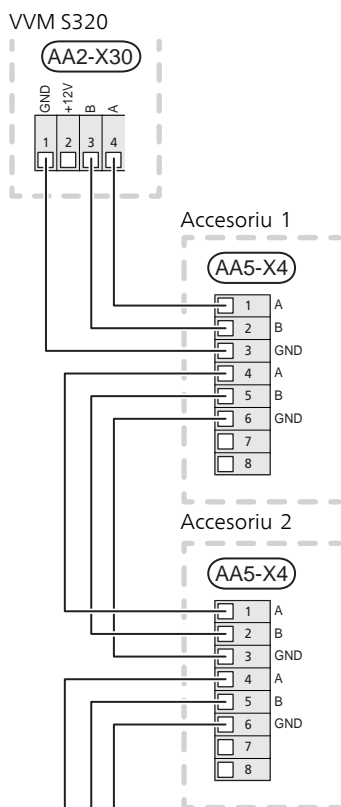 VVM S320
AA2-X30
GND +12V B A
1 2 3 4
Accesoriu 1
AA5-X4
1 A
2 B
3 GND
4 A
5 B
6 GND
7
8
Accesoriu 2
AA5-X4
1 A
2 B
3 GND
4 A
5 B
6 GND
7
8